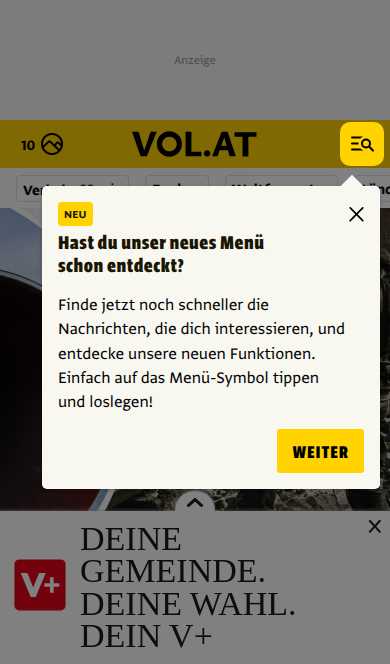 Anzeige
10
VOL.AT
NEU
Hast du unser neues Menü
schon entdeckt?
Finde jetzt noch schneller die
Nachrichten, die dich interessieren, und
entdecke unsere neuen Funktionen.
Einfach auf das Menü-Symbol tippen
und loslegen!
WEITER
V+
DEINE
GEMEINDE.
DEINE WAHL.
DEIN V+